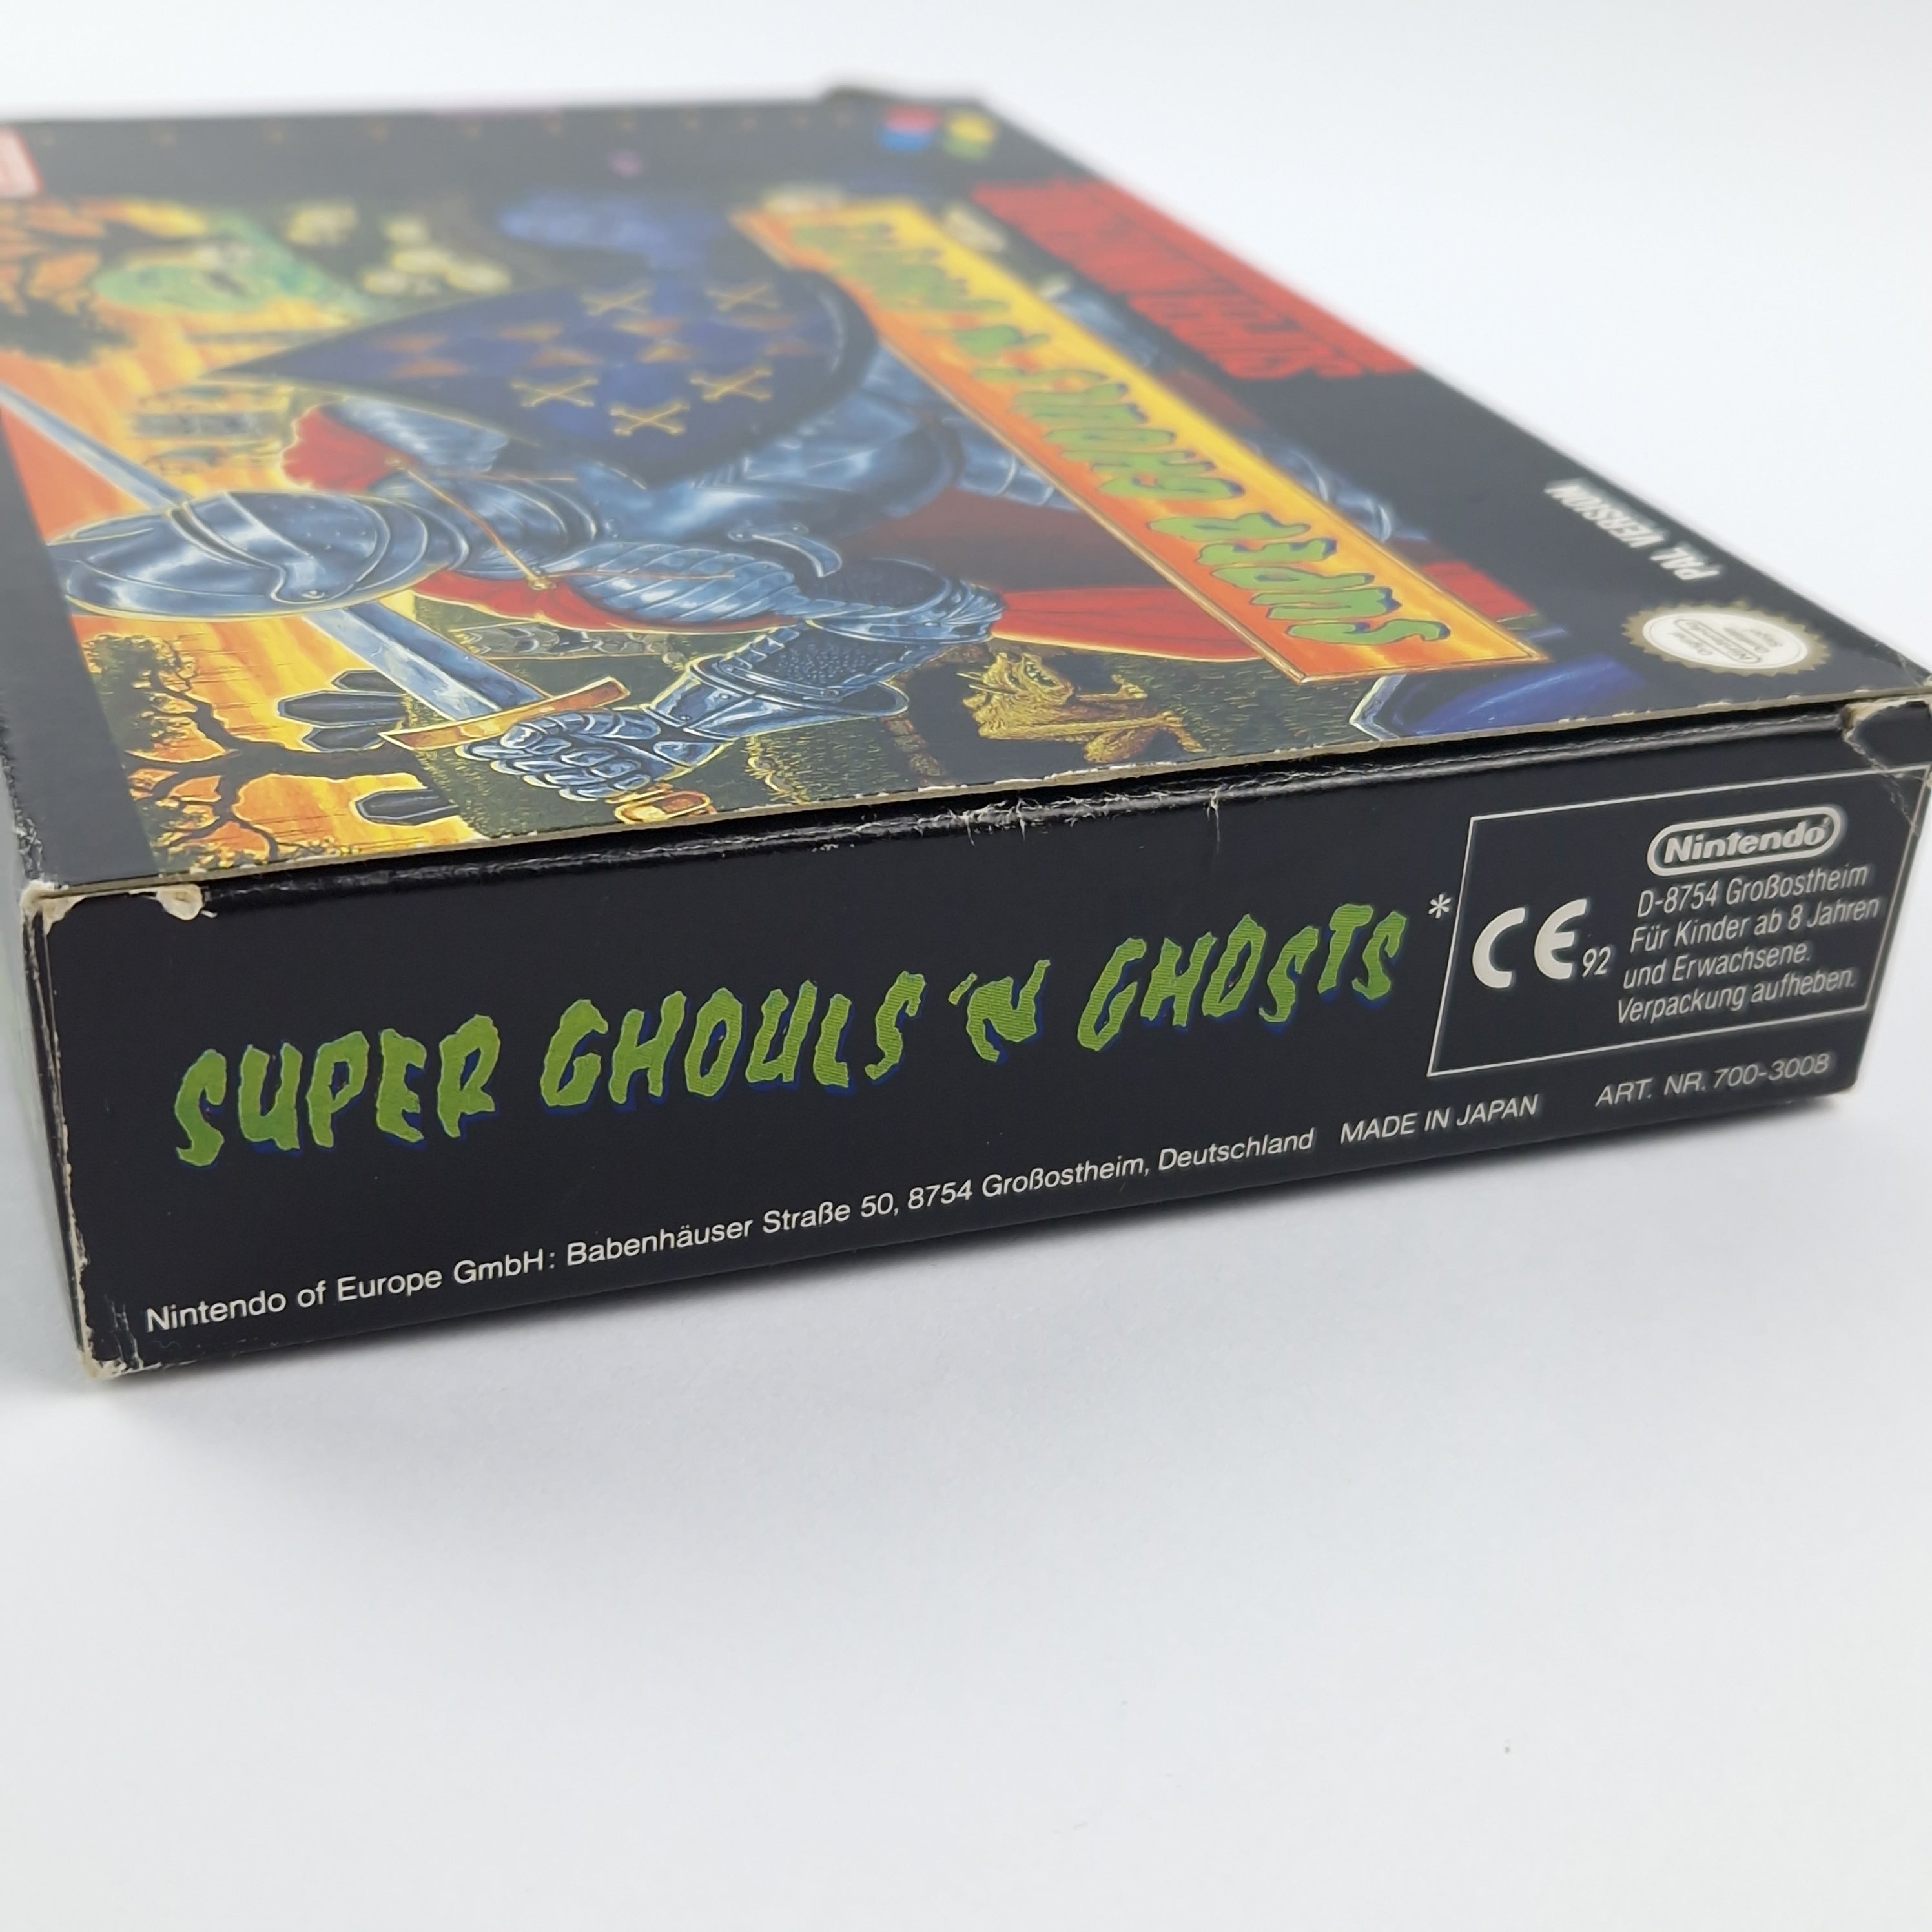 SUPER GHOULS 'N GHOSTS
SUPER NINTENDO
PAL VERSION
SUPER GHOULS 'N GHOSTS*
CE92
Nintendo®
D-8754 Großostheim
Für Kinder ab 8 Jahren
und Erwachsene.
Verpackung aufheben.
Nintendo of Europe GmbH: Babenhäuser Straße 50, 8754 Großostheim, Deutschland MADE IN JAPAN ART. NR. 700-3008